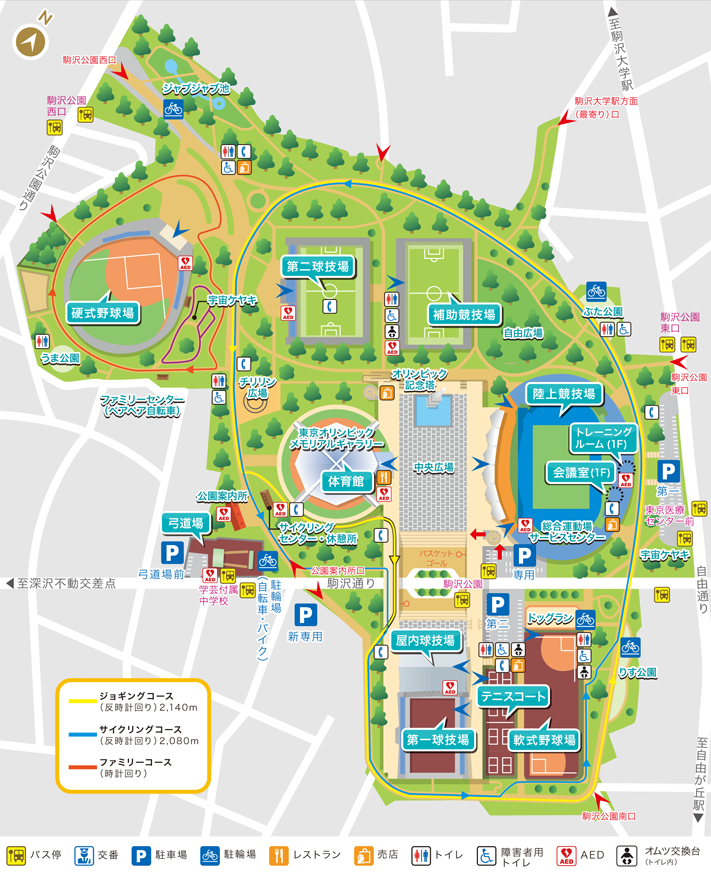 N
駒沢公園西口
駒沢公園
西口
駒沢公園通り
ジャブジャブ池
至駒沢大学駅
駒沢大学駅方面
（最寄り）口
硬式野球場
AED
宇宙ケヤキ
うま公園
ファミリーセンター
（ペアペア自転車）
第二球技場
AED
補助競技場
AED
自由広場
ぶた公園
駒沢公園
東口
駒沢公園
東口
チリリン
広場
オリンピック
記念塔
東京オリンピック
メモリアルギャラリー
体育館
AED
中央広場
陸上競技場
トレーニング
ルーム(1F)
会議室(1F)
AED
総合運動場
サービスセンター
P
第一
東京医療
センター前
宇宙ケヤキ
公園案内所
AED
弓道場
AED
サイクリング
センター・休憩所
P
弓道場前
AED
学芸付属
中学校
駐輪場
（自転車・バイク）
公園案内所口
至深沢不動交差点
駒沢通り
P
新専用
バスケット
ゴール
駒沢公園
P
専用
P
第二
ドッグラン
自由通り
屋内球技場
AED
テニスコート
第一球技場
軟式野球場
りす公園
至自由が丘駅
駒沢公園南口
ジョギングコース
（反時計回り）2,140m
サイクリングコース
（反時計回り）2,080m
ファミリーコース
（時計回り）
バス停
交番
P 駐車場
駐輪場
レストラン
売店
トイレ
障害者用
トイレ
AED AED
オムツ交換台
（トイレ内）